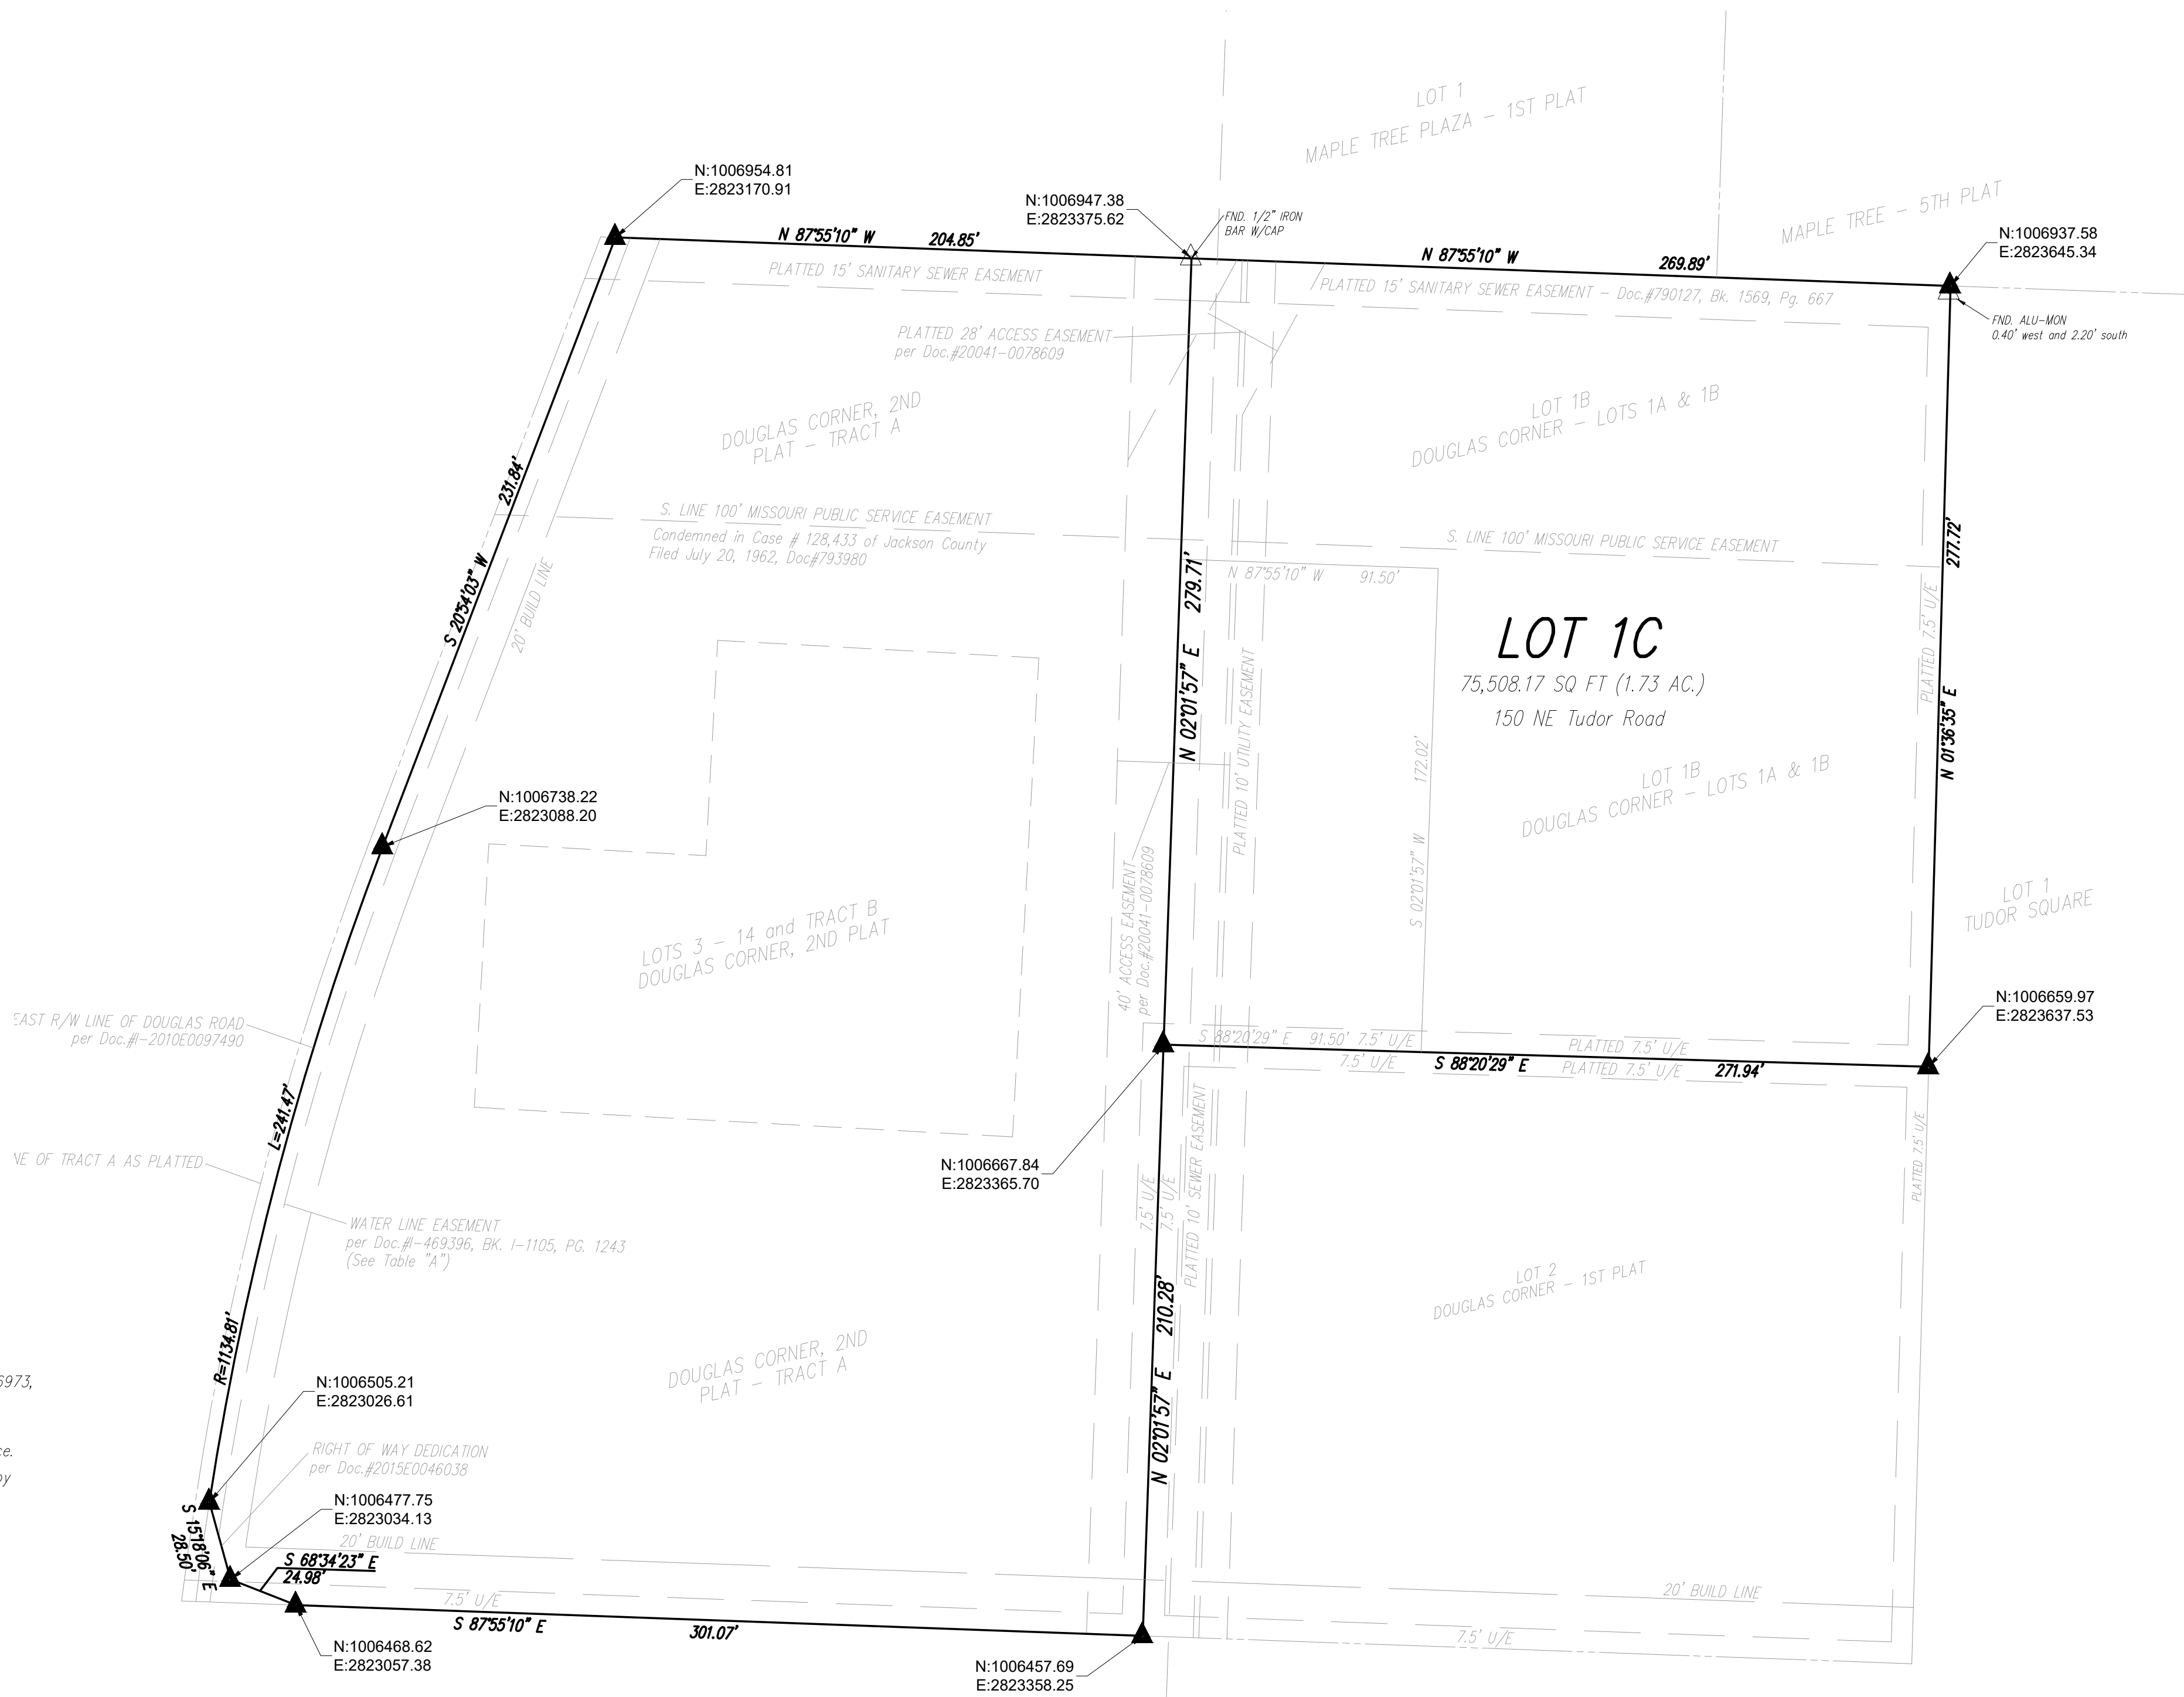 LOT 1
MAPLE TREE PLAZA - 1ST PLAT
MAPLE TREE - 5TH PLAT
N:1006954.81
E:2823170.91
N:1006947.38
E:2823375.62
FND. 1/2" IRON
BAR W/CAP
N:1006937.58
E:2823645.34
N 87°55'10" W 204.85'
N 87°55'10" W 269.89'
PLATTED 15' SANITARY SEWER EASEMENT
PLATTED 15' SANITARY SEWER EASEMENT - Doc.#790127, Bk. 1569, Pg. 667
FND. ALU-MON
0.40' west and 2.20' south
PLATTED 28' ACCESS EASEMENT
per Doc.#20041-0078609
DOUGLAS CORNER, 2ND
PLAT - TRACT A
LOT 1B
DOUGLAS CORNER - LOTS 1A & 1B
S 20°54'03" W 231.84'
20' BUILD LINE
S. LINE 100' MISSOURI PUBLIC SERVICE EASEMENT
Condemned in Case # 128,433 of Jackson County
Filed July 20, 1962, Doc#793980
S. LINE 100' MISSOURI PUBLIC SERVICE EASEMENT
N 02°01'57" E 279.71'
N 87°55'10" W 91.50'
N 01°36'35" E 277.72'
PLATTED 7.5' U/E
LOT 1C
75,508.17 SQ FT (1.73 AC.)
150 NE Tudor Road
PLATTED 10' UTILITY EASEMENT
S 02°01'57" W 172.02'
LOT 1B
DOUGLAS CORNER - LOTS 1A & 1B
N:1006738.22
E:2823088.20
40' ACCESS EASEMENT
per Doc.#20041-0078609
LOT 1
TUDOR SQUARE
LOTS 3 - 14 and TRACT B
DOUGLAS CORNER, 2ND PLAT
N:1006659.97
E:2823637.53
EAST R/W LINE OF DOUGLAS ROAD
per Doc.#I-2010E0097490
S 88°20'29" E 91.50' 7.5' U/E
PLATTED 7.5' U/E
7.5' U/E
S 88°20'29" E 271.94'
PLATTED 7.5' U/E
PLATTED 7.5' U/E
R=1134.81' L=241.47'
NE OF TRACT A AS PLATTED
N:1006667.84
E:2823365.70
7.5' U/E
7.5' U/E
PLATTED 10' SEWER EASEMENT
WATER LINE EASEMENT
per Doc.#I-469396, BK. I-1105, PG. 1243
(See Table "A")
LOT 2
DOUGLAS CORNER - 1ST PLAT
N 02°01'57" E 210.28'
DOUGLAS CORNER, 2ND
PLAT - TRACT A
6973,
N:1006505.21
E:2823026.61
RIGHT OF WAY DEDICATION
per Doc.#2015E0046038
ce.
N:1006477.75
E:2823034.13
S 15°18'06" E
28.50'
20' BUILD LINE
S 68°34'23" E
24.98'
7.5' U/E
20' BUILD LINE
S 87°55'10" E 301.07'
7.5' U/E
N:1006468.62
E:2823057.38
N:1006457.69
E:2823358.25